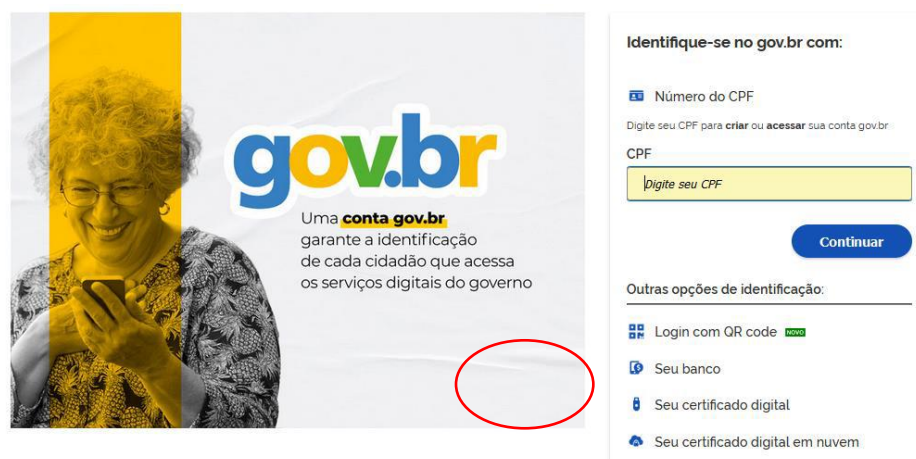 gov.br
Uma conta gov.br
garante a identificação
de cada cidadão que acessa
os serviços digitais do governo
Identifique-se no gov.br com:
Número do CPF
Digite seu CPF para criar ou acessar sua conta gov.br
CPF
Digite seu CPF
Continuar
Outras opções de identificação:
Login com QR code NOVO
Seu banco
Seu certificado digital
Seu certificado digital em nuvem